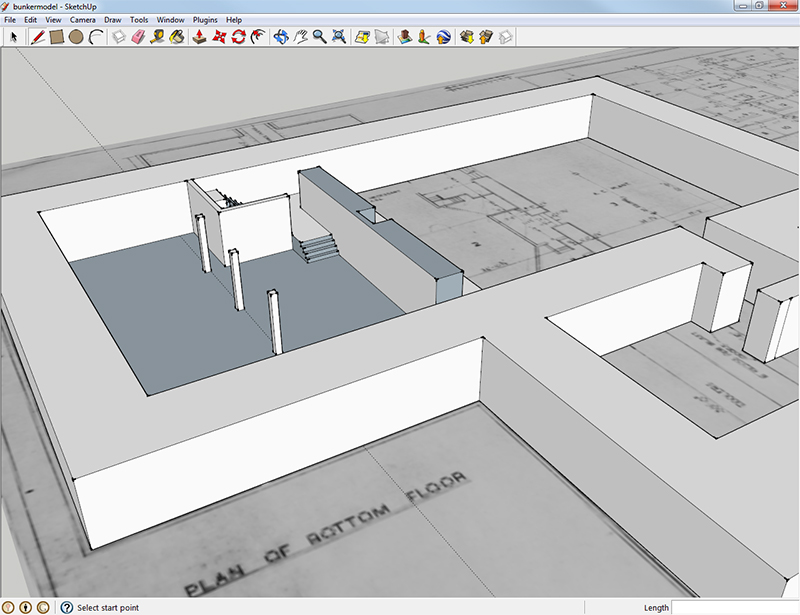 bunkermodel - SketchUp
File Edit View Camera Draw Tools Window Plugins Help
PLAN OF BOTTOM FLOOR
Select start point
Length